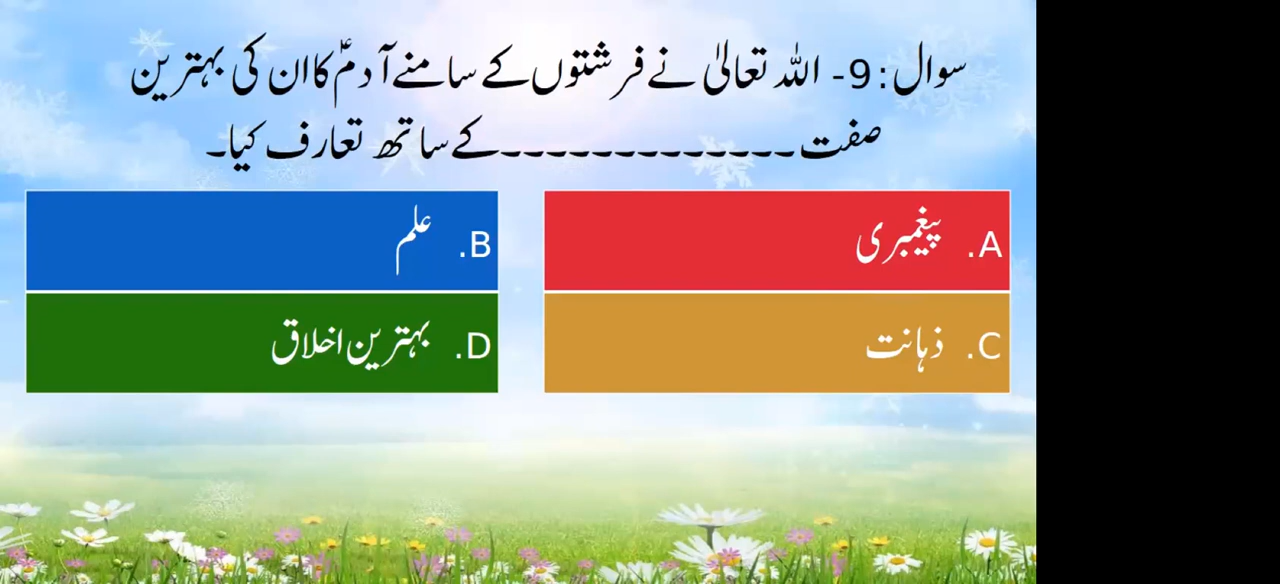 سوال:9- اللہ تعالیٰ نے فرشتوں کے سامنے آدمؑ کا ان کی بہترین
صفت۔۔۔۔۔۔۔۔۔۔۔۔۔کے ساتھ تعارف کیا۔
A. پیغمبری
B. علم
C. ذہانت
D. بہترین اخلاق